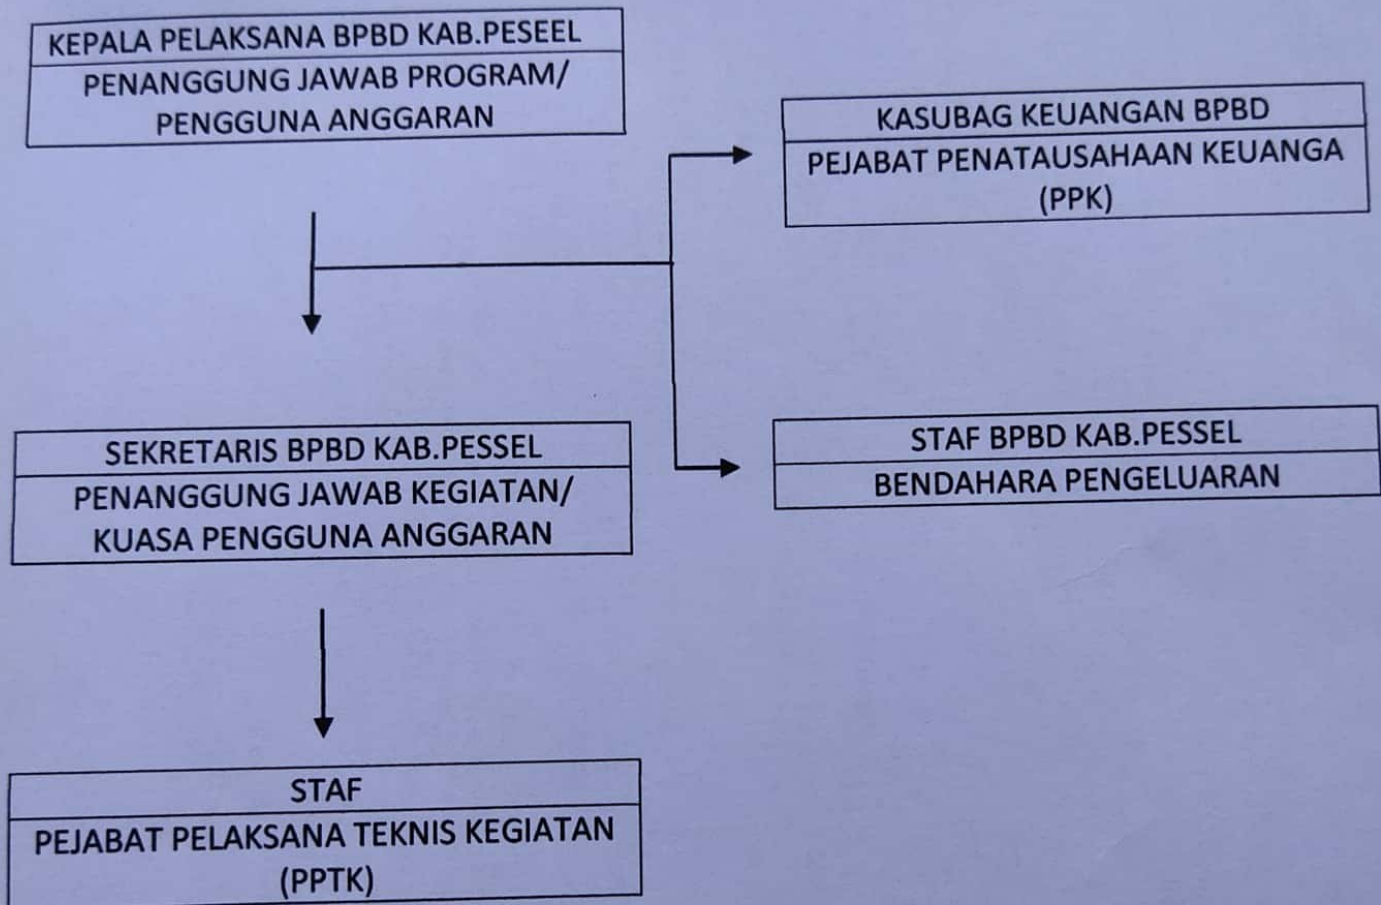 KEPALA PELAKSANA BPBD KAB.PESEEL
PENANGGUNG JAWAB PROGRAM/
PENGGUNA ANGGARAN
KASUBAG KEUANGAN BPBD
PEJABAT PENATAUSAHAAN KEUANGA
(PPK)
SEKRETARIS BPBD KAB.PESSEL
PENANGGUNG JAWAB KEGIATAN/
KUASA PENGGUNA ANGGARAN
STAF BPBD KAB.PESSEL
BENDAHARA PENGELUARAN
STAF
PEJABAT PELAKSANA TEKNIS KEGIATAN
(PPTK)